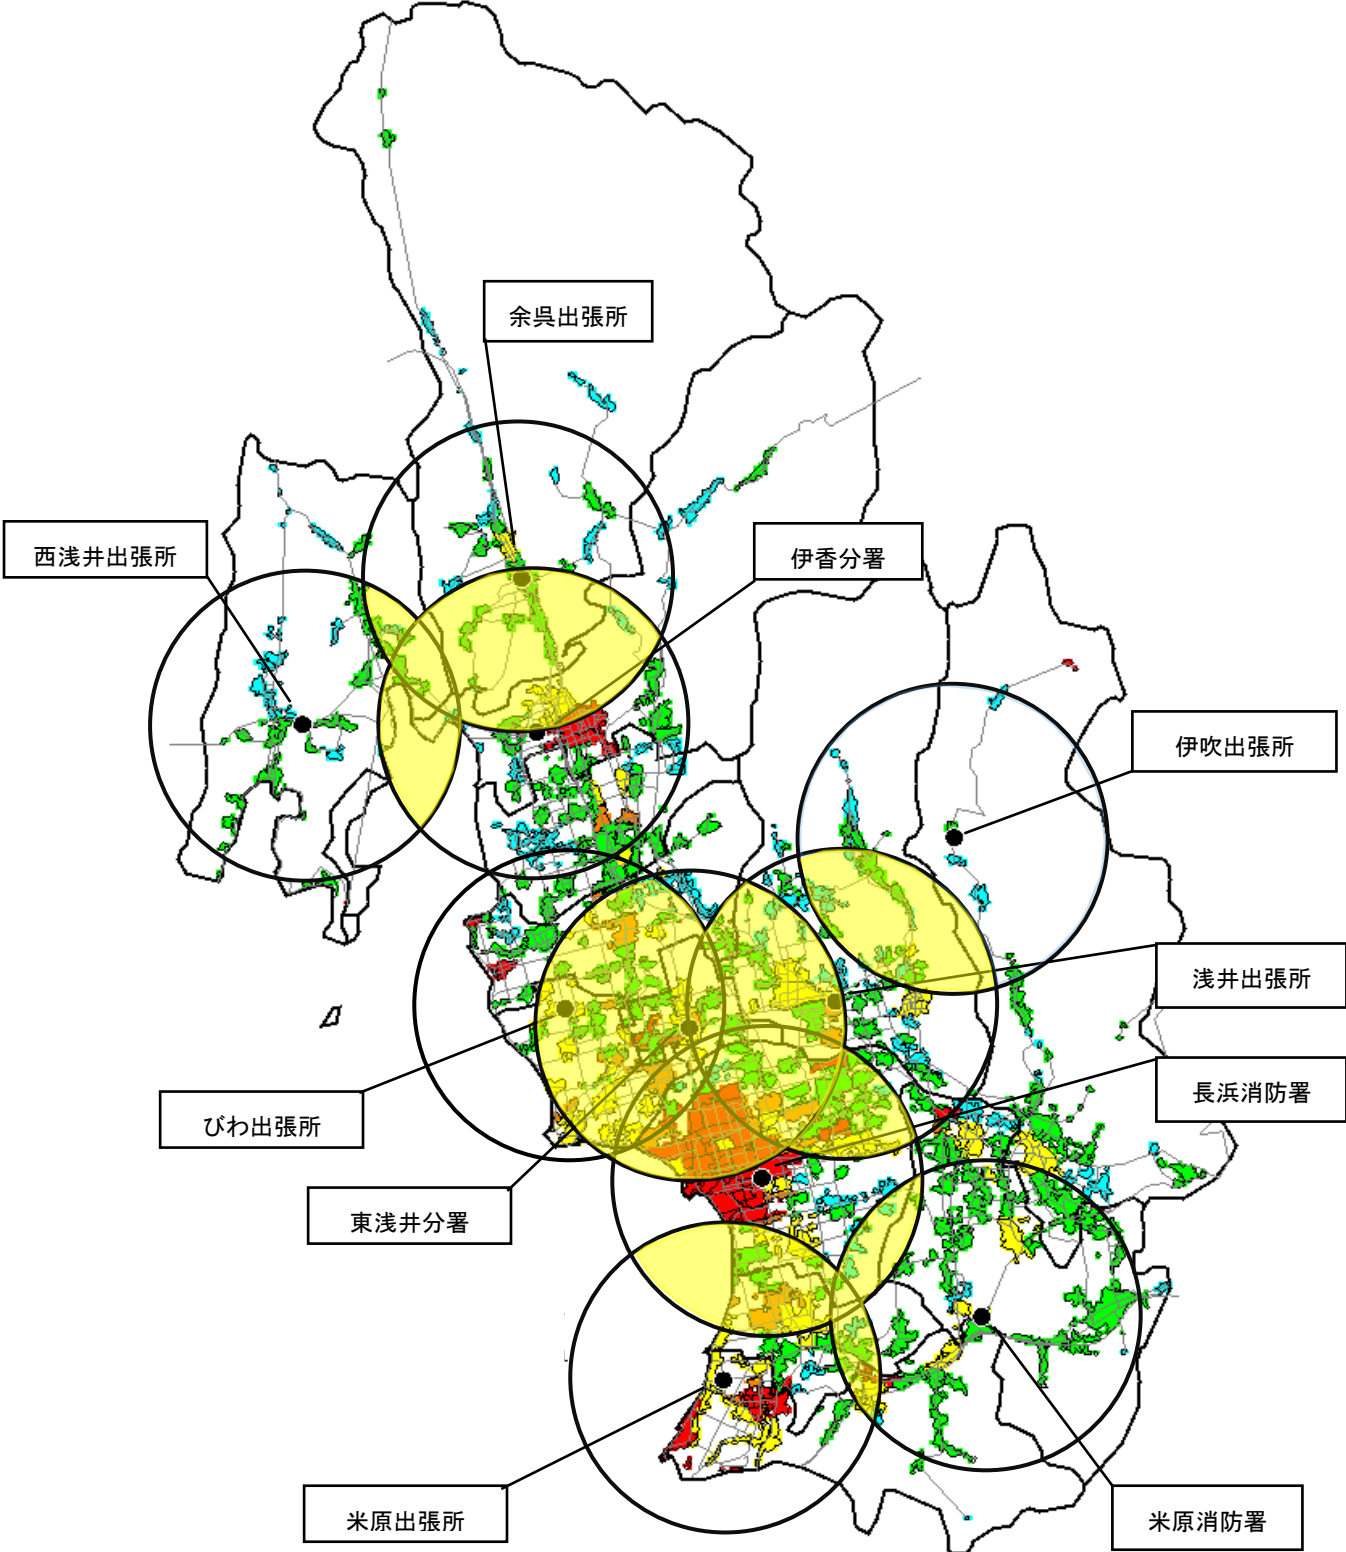 余呉出張所
西浅井出張所
伊香分署
伊吹出張所
浅井出張所
長浜消防署
びわ出張所
東浅井分署
米原出張所
米原消防署